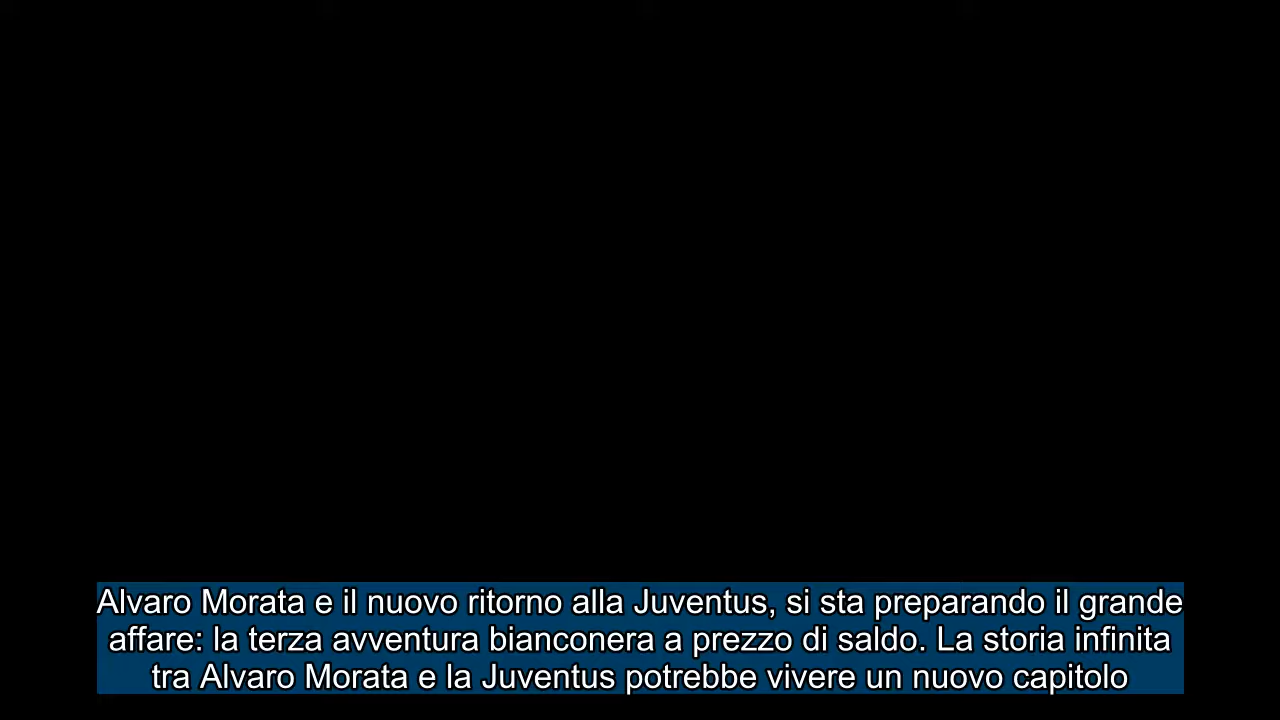 Alvaro Morata e il nuovo ritorno alla Juventus, si sta preparando il grande
affare: la terza avventura bianconera a prezzo di saldo. La storia infinita
tra Alvaro Morata e la Juventus potrebbe vivere un nuovo capitolo